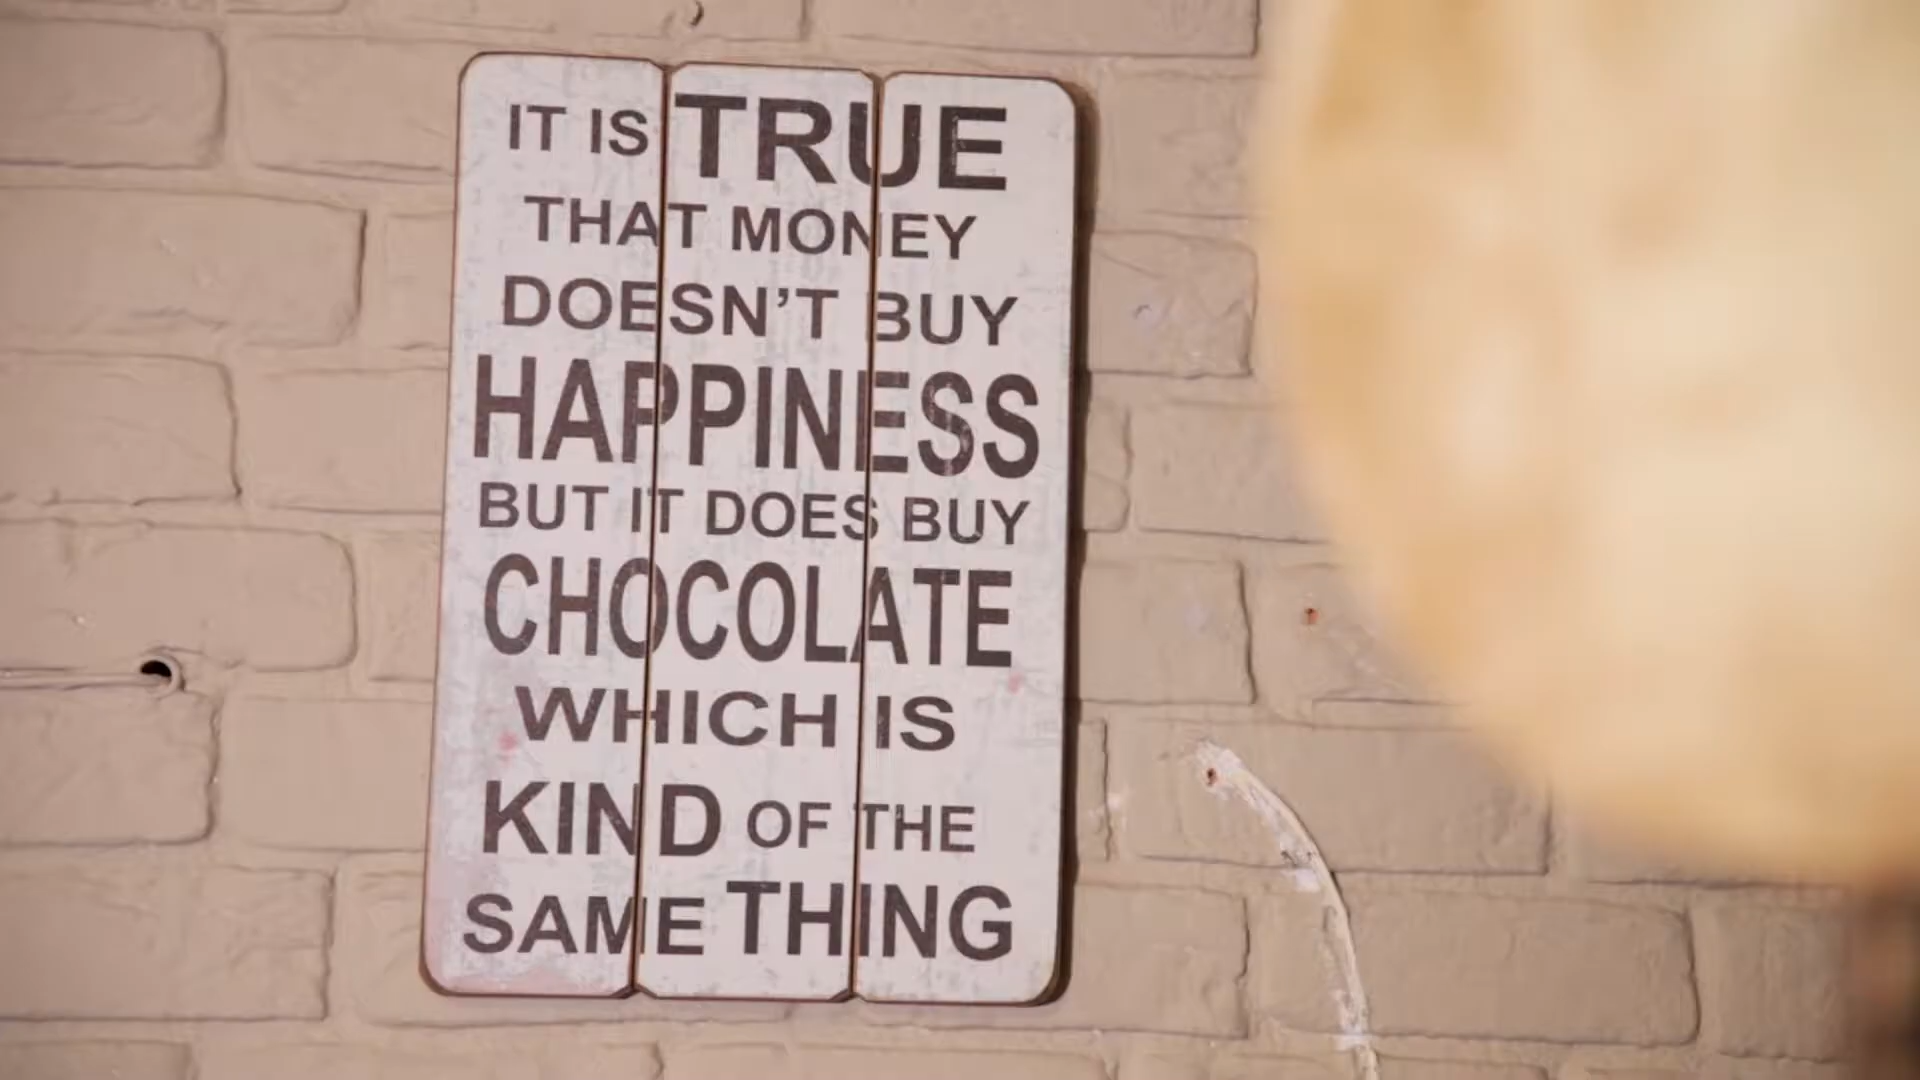 IT IS TRUE
THAT MONEY
DOESN'T BUY
HAPPINESS
BUT IT DOES BUY
CHOCOLATE
WHICH IS
KIND OF THE
SAME THING